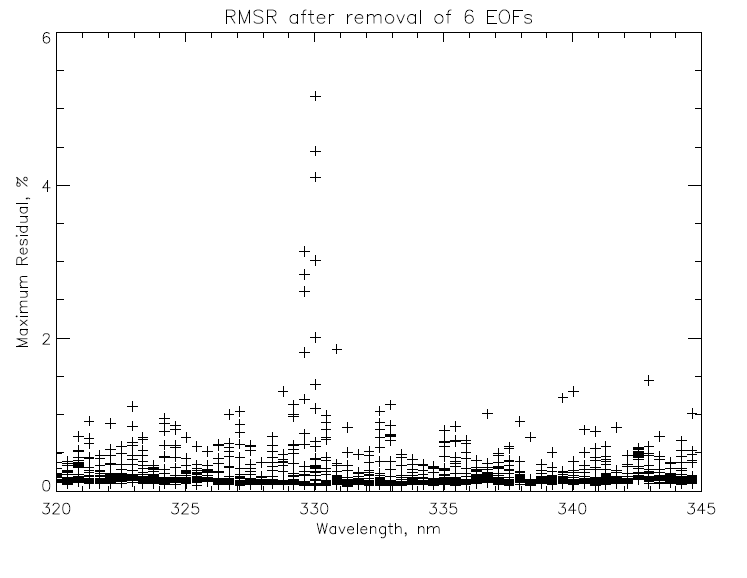 RMSR after removal of 6 EOFs
6
4
2
0
Maximum Residual, %
320 325 330 335 340 345
Wavelength, nm